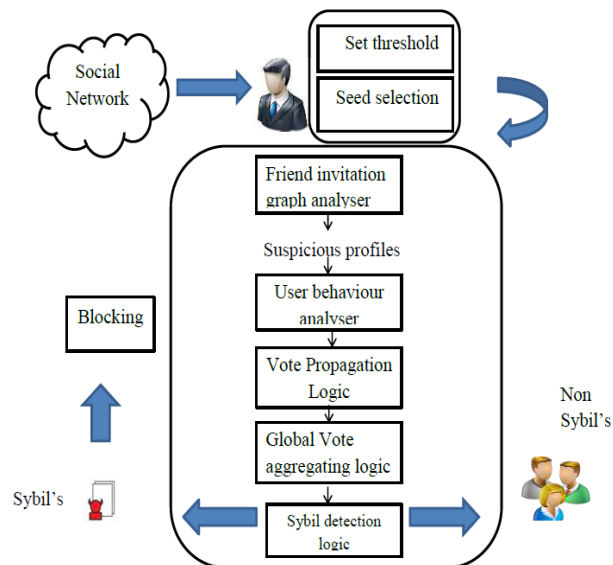 Social
Network
Set threshold
Seed selection
Friend invitation
graph analyser
Suspicious profiles
User behaviour
analyser
Blocking
Vote Propagation
Logic
Non
Sybil's
Global Vote
aggregating logic
Sybil's
Sybil detection
logic